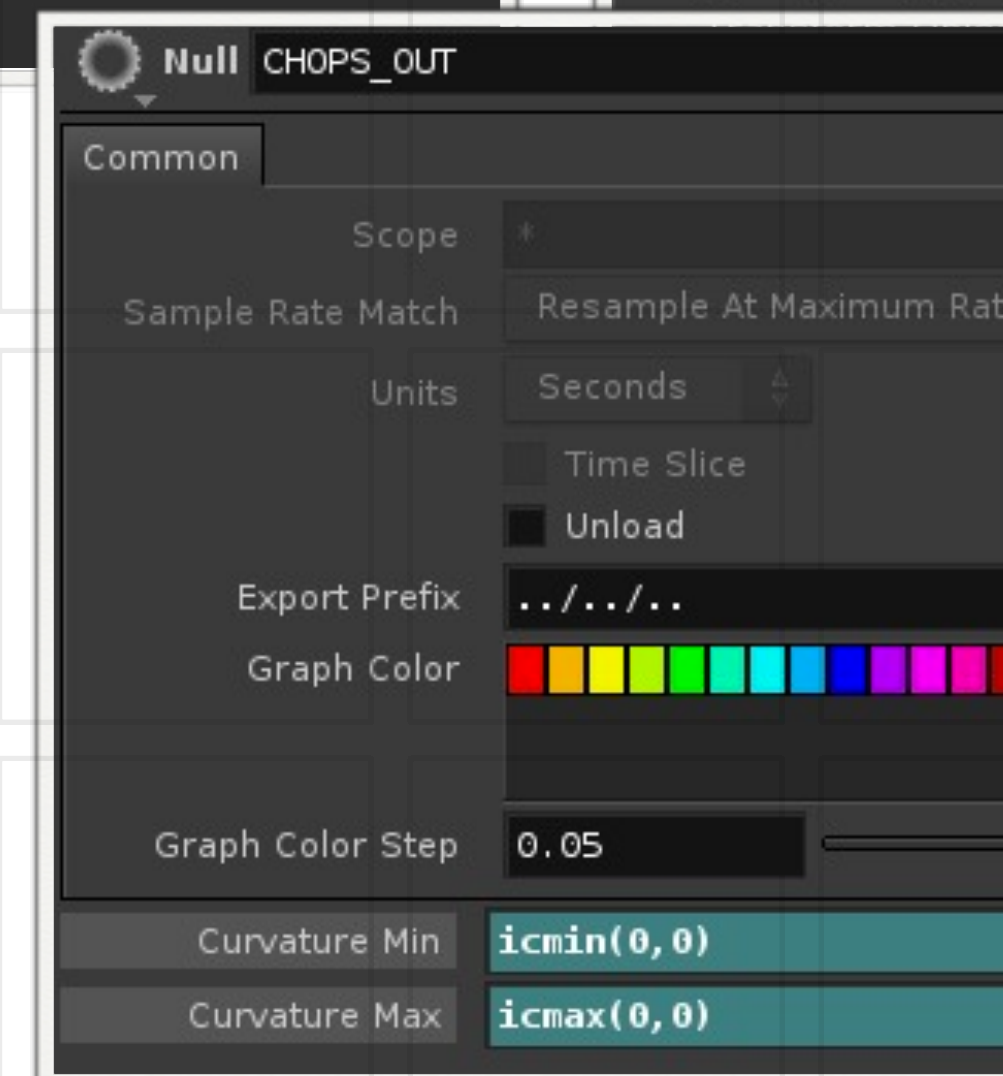 Null CHOPS_OUT
Common
Scope *
Sample Rate Match Resample At Maximum Rat
Units Seconds
Time Slice
Unload
Export Prefix ../../..
Graph Color
Graph Color Step 0.05
Curvature Min icmin(0,0)
Curvature Max icmax(0,0)